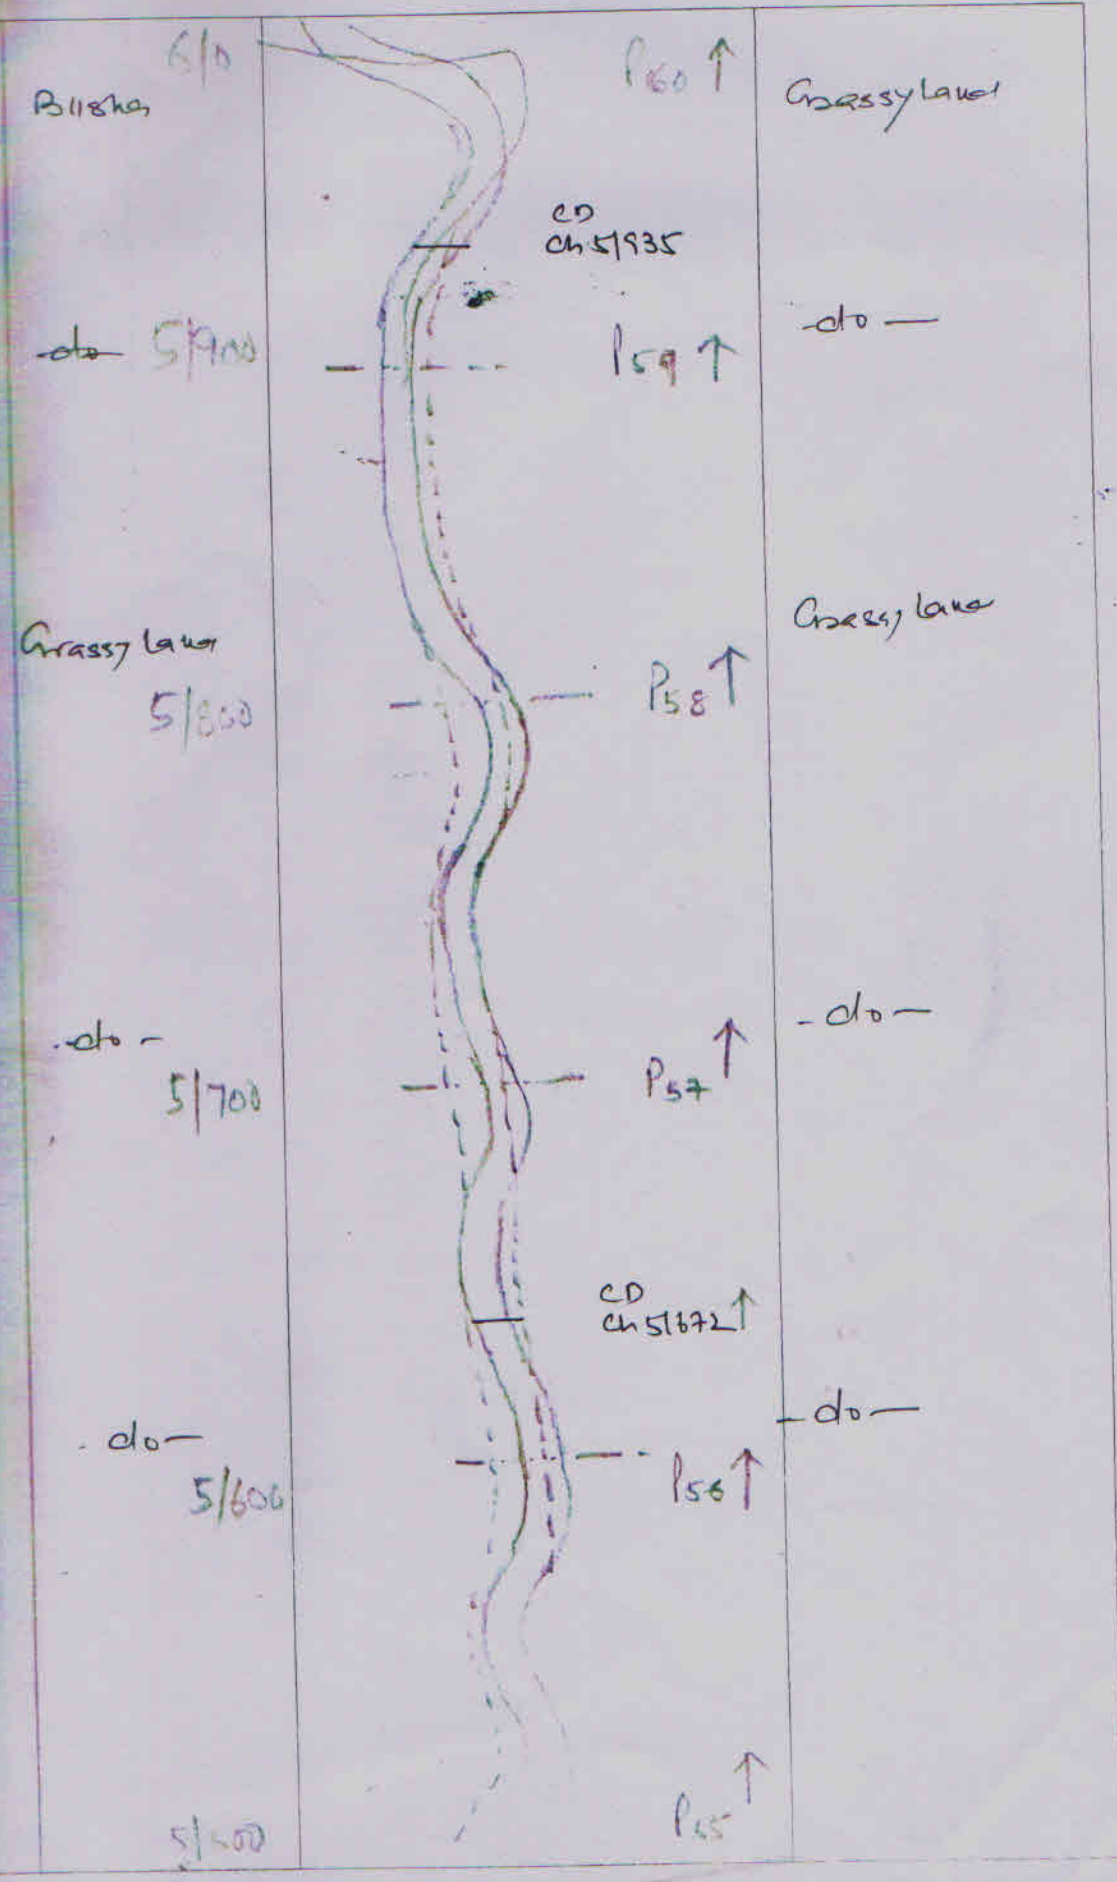 6/0
P60 ↑
Bushes
Grassy Land
CD
Ch 5/935
-do-
5/900
P59 ↑
-do-
Grassy Land
Grassy Land
5/800
P58 ↑
-do-
-do-
5/700
P57 ↑
CD
Ch 5/672 ↑
-do-
-do-
5/600
P56 ↑
P55 ↑
5/500